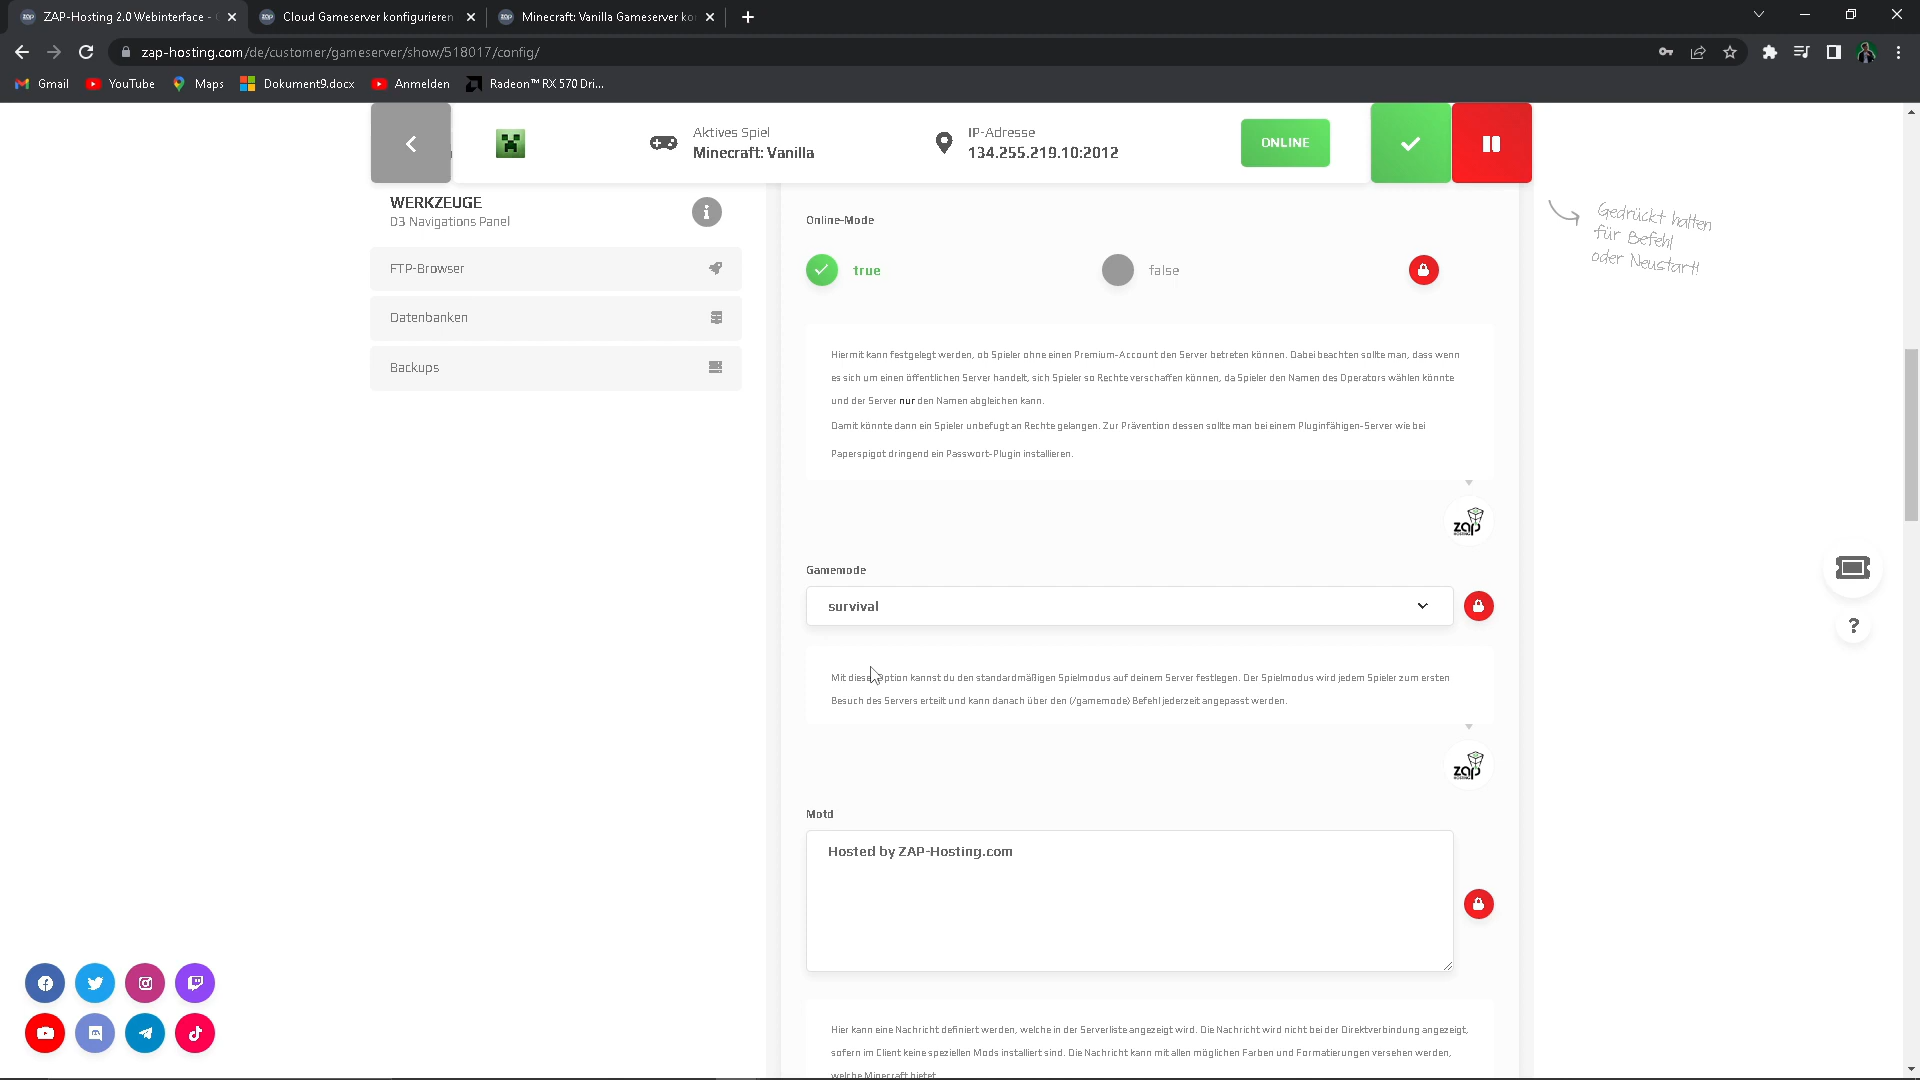 ZAP-Hosting 2.0 Webinterface -
Cloud Gameserver konfigurieren
Minecraft: Vanilla Gameserver ko
zap-hosting.com/de/customer/gameserver/show/518017/config/
Gmail
YouTube
Maps
Dokument9.docx
Anmelden
Radeon™ RX 570 Dri...
Aktives Spiel
Minecraft: Vanilla
IP-Adresse
134.255.219.10:2012
ONLINE
WERKZEUGE
D3 Navigations Panel
FTP-Browser
Datenbanken
Backups
Gedrückt halten
für Befehl
oder Neustart!
Online-Mode
true
false
Hiermit kann festgelegt werden, ob Spieler ohne einen Premium-Account den Server betreten können. Dabei beachten sollte man, dass wenn
es sich um einen öffentlichen Server handelt, sich Spieler so Rechte verschaffen können, da Spieler den Namen des Operators wählen könnte
und der Server nur den Namen abgleichen kann.
Damit könnte dann ein Spieler unbefugt an Rechte gelangen. Zur Prävention dessen sollte man bei einem Pluginfähigen-Server wie bei
Paperspigot dringend ein Passwort-Plugin installieren.
zap
HOSTING
Gamemode
survival
Mit dieser Option kannst du den standardmäßigen Spielmodus auf deinem Server festlegen. Der Spielmodus wird jedem Spieler zum ersten
Besuch des Servers erteilt und kann danach über den (/gamemode) Befehl jederzeit angepasst werden.
zap
HOSTING
Motd
Hosted by ZAP-Hosting.com
Hier kann eine Nachricht definiert werden, welche in der Serverliste angezeigt wird. Die Nachricht wird nicht bei der Direktverbindung angezeigt,
sofern im Client keine speziellen Mods installiert sind. Die Nachricht kann mit allen möglichen Farben und Formatierungen versehen werden,
welche Minecraft bietet
?